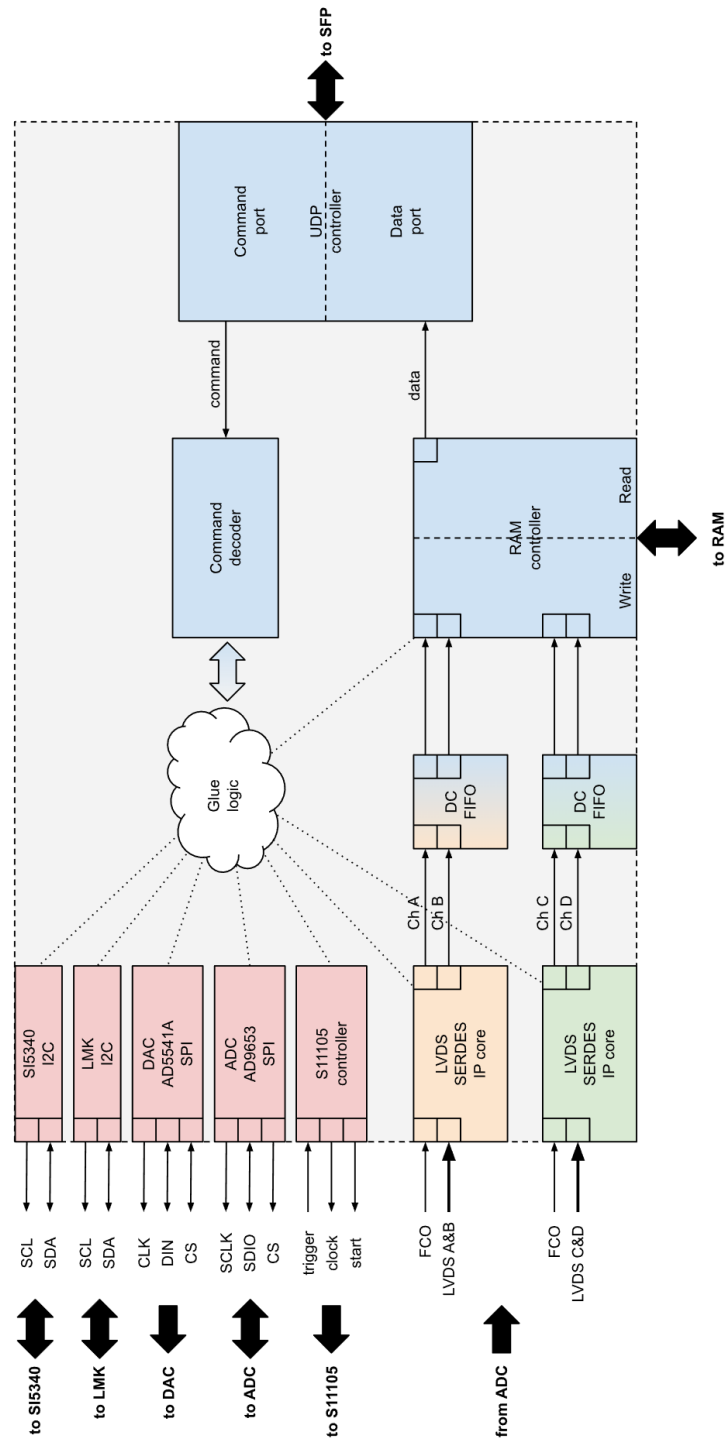 to SI5340
SCL
SDA
SI5340
I2C
to LMK
SCL
SDA
LMK
I2C
to DAC
CLK
DIN
CS
DAC
AD5541A
SPI
to ADC
SCLK
SDIO
CS
ADC
AD9653
SPI
to S11105
trigger
clock
start
S11105
controller
from ADC
FCO
LVDS A&B
LVDS
SERDES
IP core
Ch A
Ch B
DC
FIFO
FCO
LVDS C&D
LVDS
SERDES
IP core
Ch C
Ch D
DC
FIFO
Glue
logic
Command
decoder
command
RAM
controller
Write
Read
to RAM
data
Command
port
UDP
controller
Data
port
to SFP